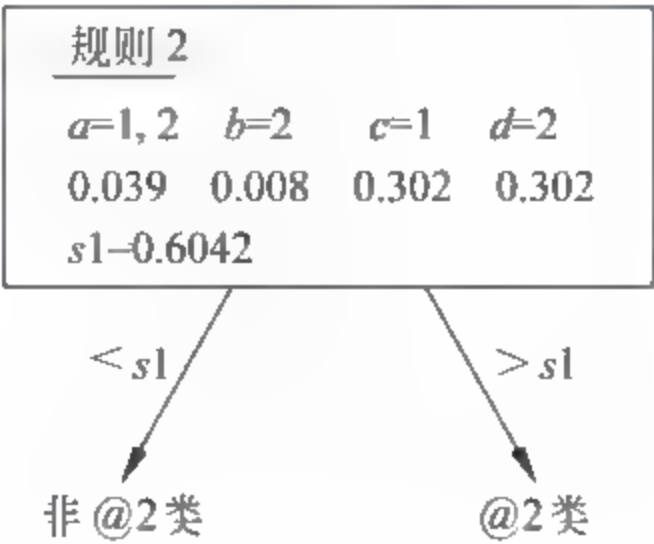 规则 2
a=1, 2 b=2 c=1 d=2
0.039 0.008 0.302 0.302
s1–0.6042
< s1 > s1
非 @2 类 @2 类